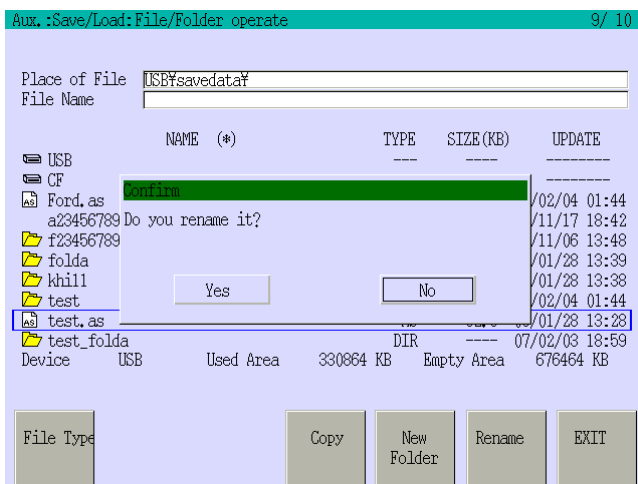 Aux.:Save/Load:File/Folder operate 9/ 10
Place of File USB¥savedata¥
File Name
NAME (*) TYPE SIZE(KB) UPDATE
USB --- ---- --------
CF --------
Ford.as /02/04 01:44
a23456789 /11/17 18:42
f23456789 /11/06 13:48
folda /01/28 13:39
khi11 /01/28 13:38
test /02/04 01:44
test.as /01/28 13:28
test_folda DIR ---- 07/02/03 18:59
Confirm
Do you rename it?
Yes No
Device USB Used Area 330864 KB Empty Area 676464 KB
File Type Copy New Folder Rename EXIT